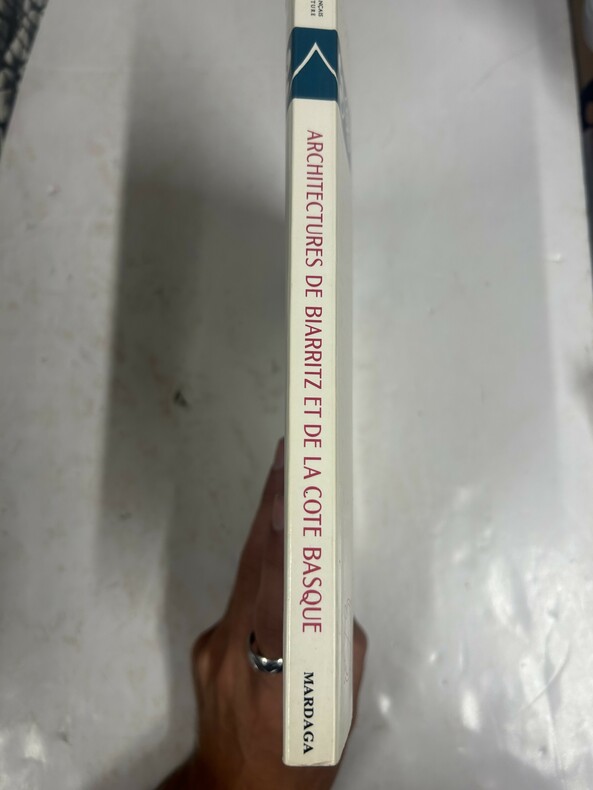 ARCHITECTURES DE BIARRITZ ET DE LA COTE BASQUE
MARDAGA